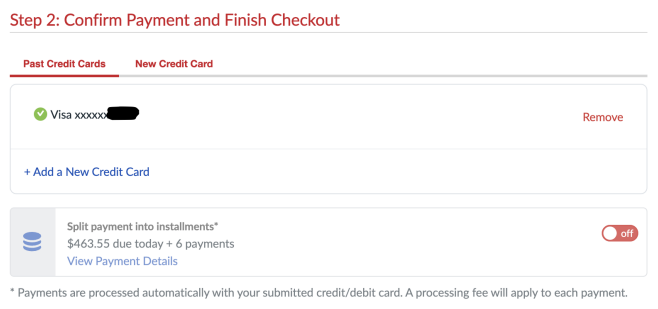 Step 2: Confirm Payment and Finish Checkout
Past Credit Cards New Credit Card
Visa xxxxxx
Remove
+ Add a New Credit Card
Split payment into installments*
$463.55 due today + 6 payments
off
View Payment Details
* Payments are processed automatically with your submitted credit/debit card. A processing fee will apply to each payment.